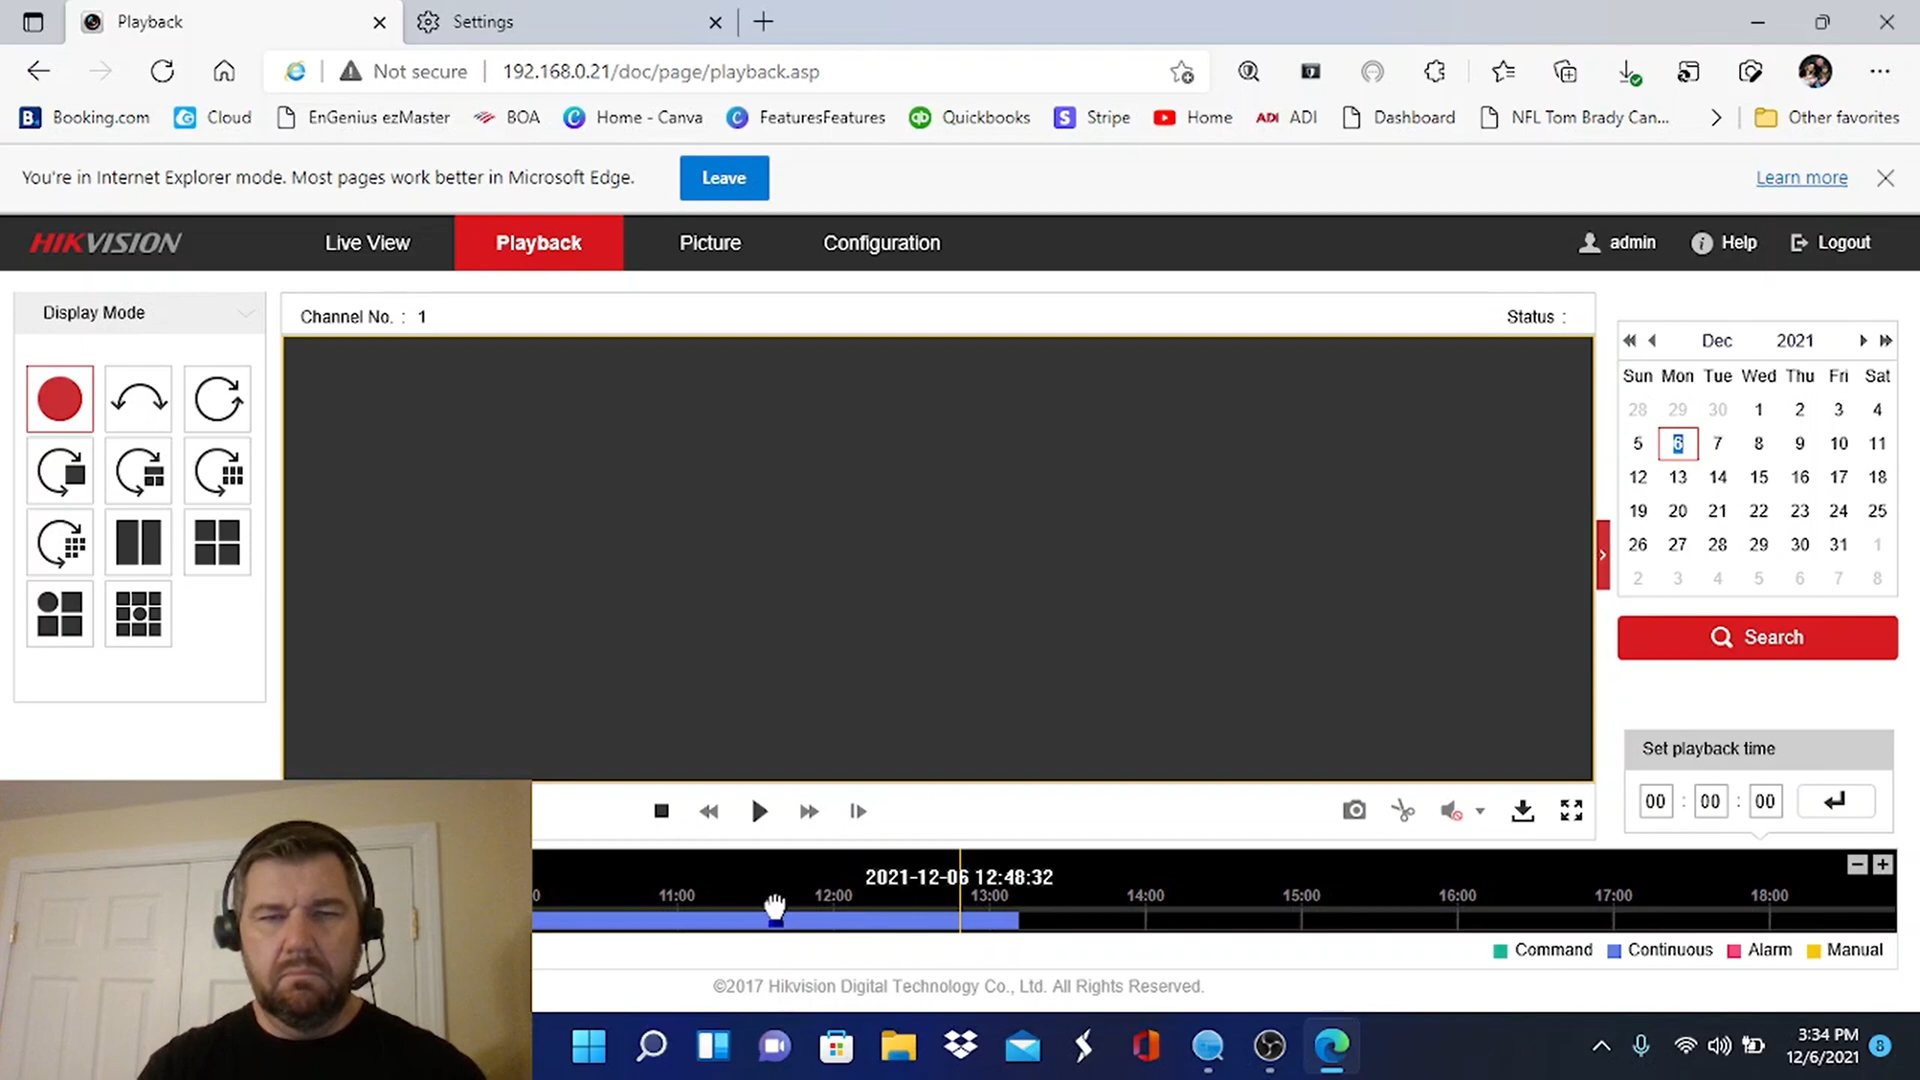 Playback
Settings
Not secure
192.168.0.21/doc/page/playback.asp
B.
Booking.com
Cloud
EnGenius ezMaster
BOA
Home - Canva
FeaturesFeatures
Quickbooks
Stripe
Home
ADI
ADI
Dashboard
NFL Tom Brady Can...
Other favorites
You're in Internet Explorer mode. Most pages work better in Microsoft Edge.
Leave
Learn more
HIKVISION
Live View
Playback
Picture
Configuration
admin
Help
Logout
Display Mode
Channel No. : 1
Status :
Dec 2021
Sun Mon Tue Wed Thu Fri Sat
28 29 30 1 2 3 4
5 6 7 8 9 10 11
12 13 14 15 16 17 18
19 20 21 22 23 24 25
26 27 28 29 30 31 1
2 3 4 5 6 7 8
Search
Set playback time
00 : 00 : 00
2021-12-06 12:48:32
0 11:00 12:00 13:00 14:00 15:00 16:00 17:00 18:00
Command
Continuous
Alarm
Manual
©2017 Hikvision Digital Technology Co., Ltd. All Rights Reserved.
3:34 PM
12/6/2021
8